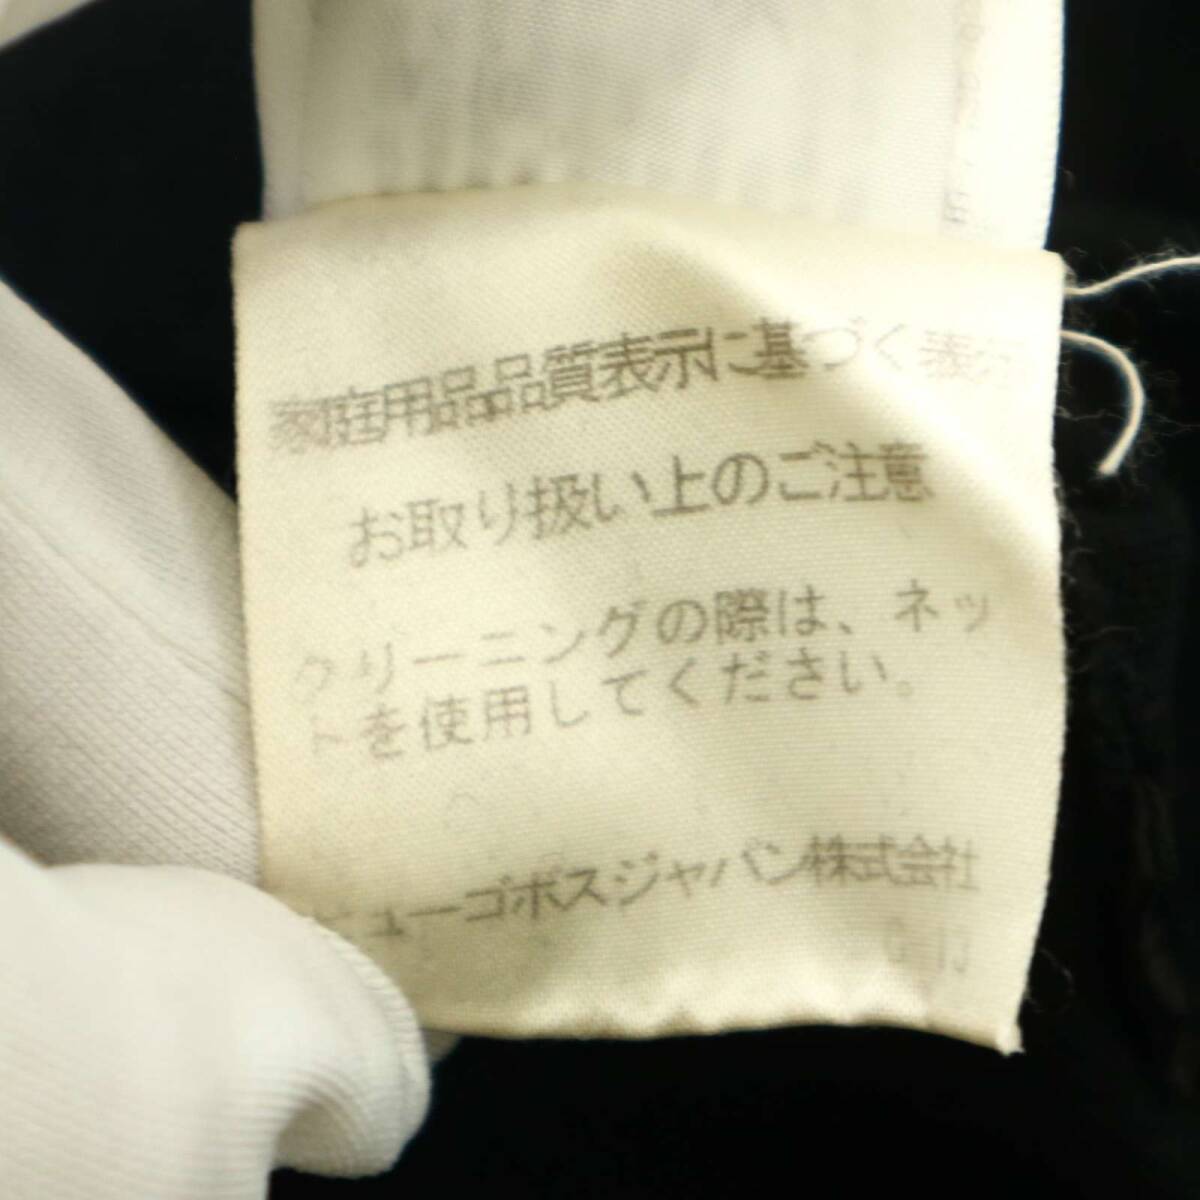 家庭用品品質表示に基づく表示
お取り扱い上のご注意
クリーニングの際は、ネッ
トを使用してください。
ヒューゴボスジャパン株式会社